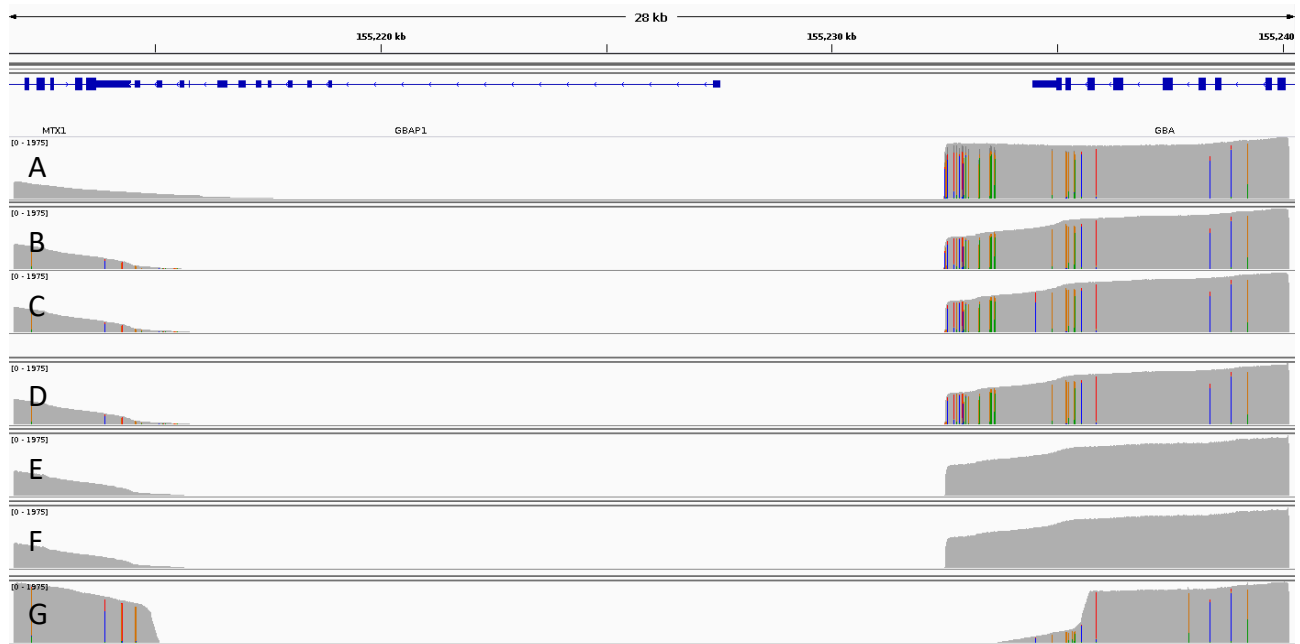 28 kb
155,220 kb 155,230 kb 155,240
MTX1 GBAP1 GBA
[0 - 1975]
A
[0 - 1975]
B
[0 - 1975]
C
[0 - 1975]
D
[0 - 1975]
E
[0 - 1975]
F
[0 - 1975]
G